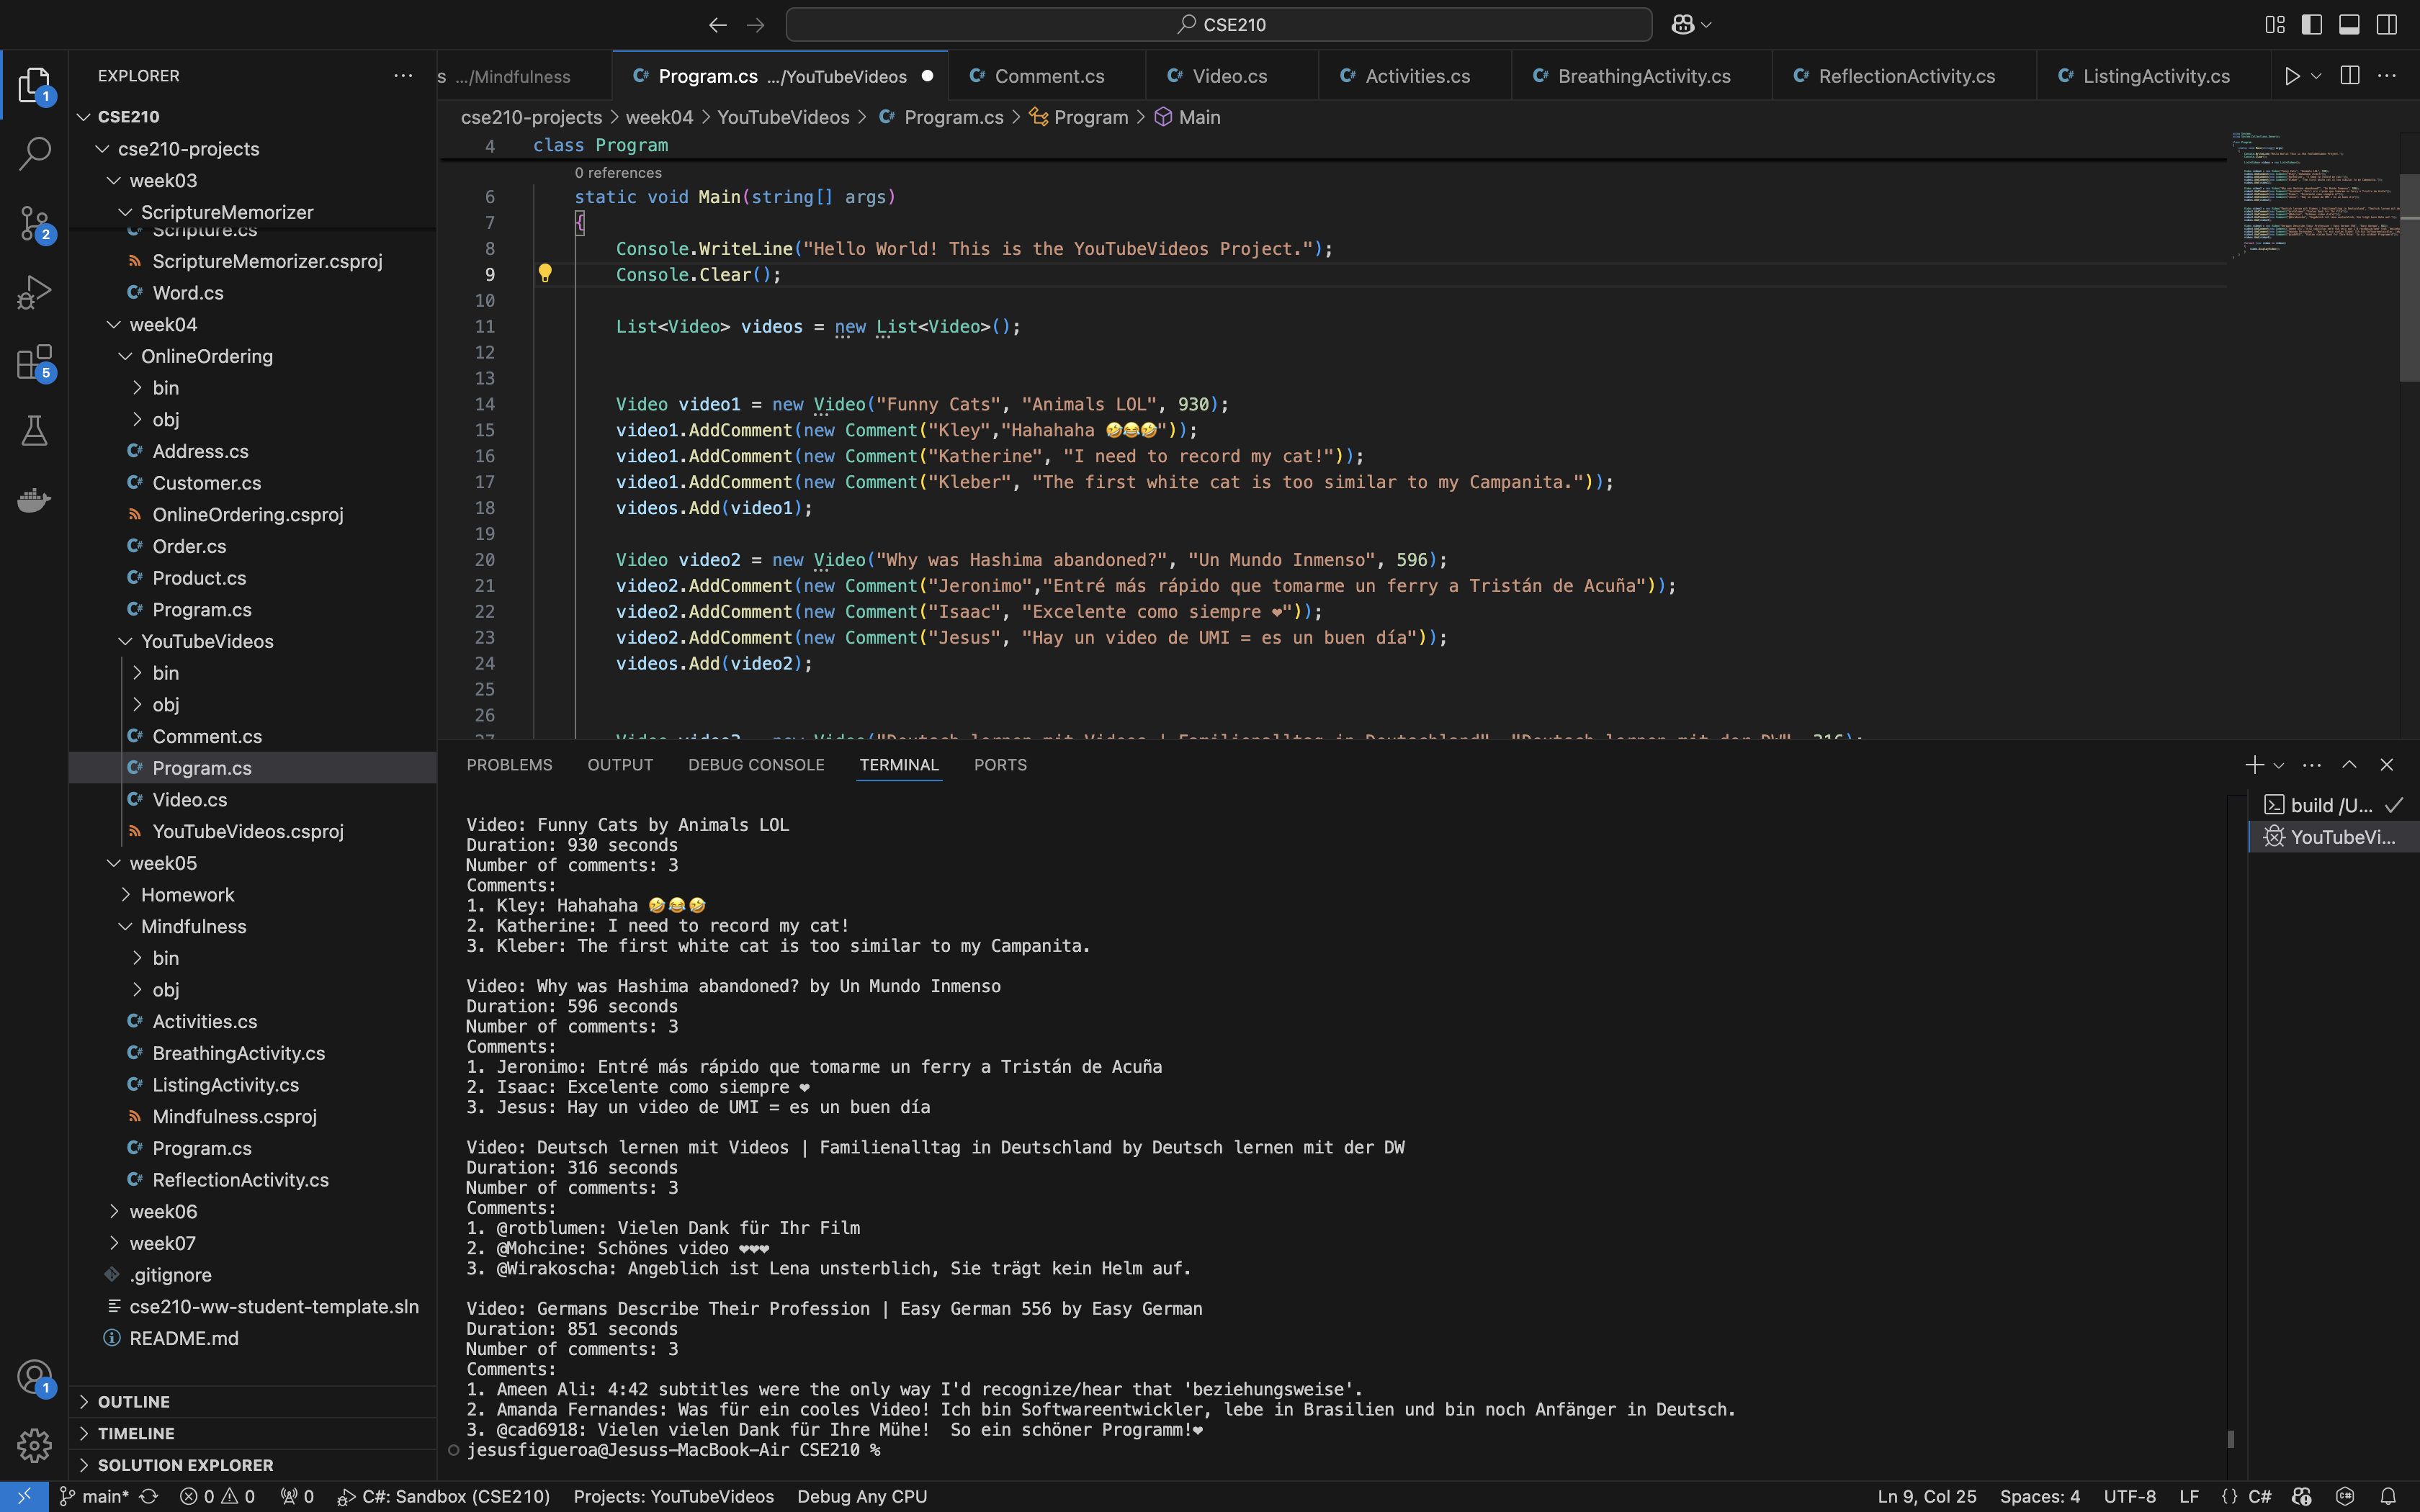 CSE210
EXPLORER
CSE210
cse210-projects
week03
ScriptureMemorizer
Scripture.cs
ScriptureMemorizer.csproj
Word.cs
week04
OnlineOrdering
bin
obj
Address.cs
Customer.cs
OnlineOrdering.csproj
Order.cs
Product.cs
Program.cs
YouTubeVideos
bin
obj
Comment.cs
Program.cs
Video.cs
YouTubeVideos.csproj
week05
Homework
Mindfulness
bin
obj
Activities.cs
BreathingActivity.cs
ListingActivity.cs
Mindfulness.csproj
Program.cs
ReflectionActivity.cs
week06
week07
.gitignore
cse210-ww-student-template.sln
README.md
OUTLINE
TIMELINE
SOLUTION EXPLORER
1
2
5
1
s .../Mindfulness Program.cs .../YouTubeVideos Comment.cs Video.cs Activities.cs BreathingActivity.cs ReflectionActivity.cs ListingActivity.cs
cse210-projects > week04 > YouTubeVideos > Program.cs > Program > Main
4 class Program
0 references
6 static void Main(string[] args)
7 {
8 Console.WriteLine("Hello World! This is the YouTubeVideos Project.");
9 Console.Clear();
10
11 List<Video> videos = new List<Video>();
12
13
14 Video video1 = new Video("Funny Cats", "Animals LOL", 930);
15 video1.AddComment(new Comment("Kley","Hahahaha 🤣😂🤣"));
16 video1.AddComment(new Comment("Katherine", "I need to record my cat!"));
17 video1.AddComment(new Comment("Kleber", "The first white cat is too similar to my Campanita."));
18 videos.Add(video1);
19
20 Video video2 = new Video("Why was Hashima abandoned?", "Un Mundo Inmenso", 596);
21 video2.AddComment(new Comment("Jeronimo","Entré más rápido que tomarme un ferry a Tristán de Acuña"));
22 video2.AddComment(new Comment("Isaac", "Excelente como siempre ❤"));
23 video2.AddComment(new Comment("Jesus", "Hay un video de UMI = es un buen día"));
24 videos.Add(video2);
25
26
27 Video video3 = new Video("Deutsch lernen mit Videos | Familienalltag in Deutschland", "Deutsch lernen mit der DW", 316);
PROBLEMS OUTPUT DEBUG CONSOLE TERMINAL PORTS
Video: Funny Cats by Animals LOL
Duration: 930 seconds
Number of comments: 3
Comments:
1. Kley: Hahahaha 🤣😂🤣
2. Katherine: I need to record my cat!
3. Kleber: The first white cat is too similar to my Campanita.
Video: Why was Hashima abandoned? by Un Mundo Inmenso
Duration: 596 seconds
Number of comments: 3
Comments:
1. Jeronimo: Entré más rápido que tomarme un ferry a Tristán de Acuña
2. Isaac: Excelente como siempre ❤
3. Jesus: Hay un video de UMI = es un buen día
Video: Deutsch lernen mit Videos | Familienalltag in Deutschland by Deutsch lernen mit der DW
Duration: 316 seconds
Number of comments: 3
Comments:
1. @rotblumen: Vielen Dank für Ihr Film
2. @Mohcine: Schönes video ❤❤❤
3. @Wirakoscha: Angeblich ist Lena unsterblich, Sie trägt kein Helm auf.
Video: Germans Describe Their Profession | Easy German 556 by Easy German
Duration: 851 seconds
Number of comments: 3
Comments:
1. Ameen Ali: 4:42 subtitles were the only way I'd recognize/hear that 'beziehungsweise'.
2. Amanda Fernandes: Was für ein cooles Video! Ich bin Softwareentwickler, lebe in Brasilien und bin noch Anfänger in Deutsch.
3. @cad6918: Vielen vielen Dank für Ihre Mühe!  So ein schöner Programm!❤
jesusfigueroa@Jesuss-MacBook-Air CSE210 %
build /U...
YouTubeVi...
main* 0 0 0 C#: Sandbox (CSE210) Projects: YouTubeVideos Debug Any CPU Ln 9, Col 25 Spaces: 4 UTF-8 LF {} C#